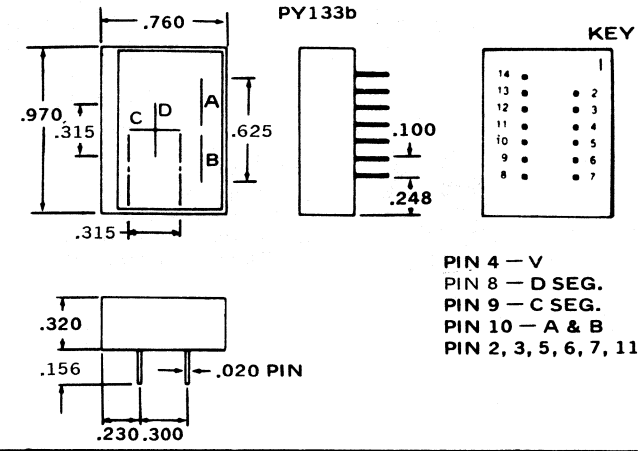 PY133b
KEY
.760
.970
.315
C
D
A
B
.625
.315
.100
.248
1
14
13
12
11
10
9
8
2
3
4
5
6
7
PIN 4 — V
PIN 8 — D SEG.
PIN 9 — C SEG.
PIN 10 — A & B
PIN 2, 3, 5, 6, 7, 11
.320
.156
.020 PIN
.230 .300